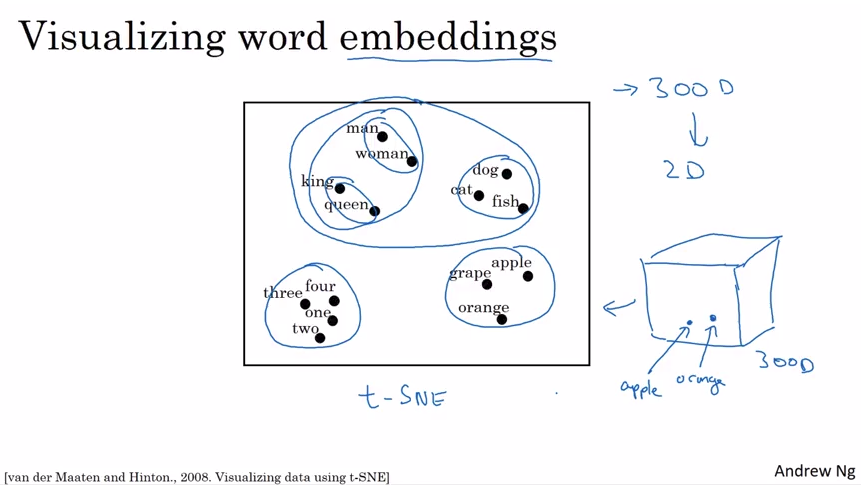 Visualizing word embeddings
→ 300 D
2D
man
woman
dog
king
cat
queen
fish
apple
grape
three
four
orange
one
two
300D
apple
orange
t-SNE
[van der Maaten and Hinton., 2008. Visualizing data using t-SNE]
Andrew Ng